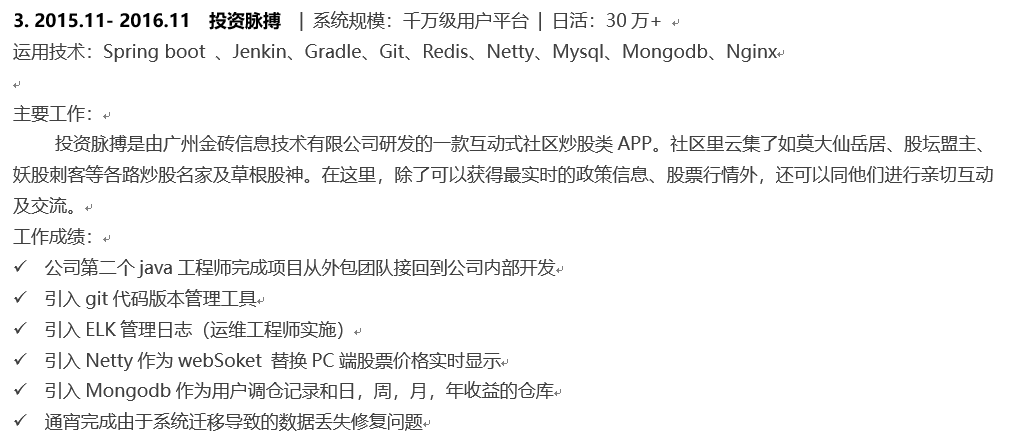 3. 2015.11- 2016.11 投资脉搏 | 系统规模：千万级用户平台 | 日活：30 万+
运用技术：Spring boot 、Jenkin、Gradle、Git、Redis、Netty、Mysql、Mongodb、Nginx
主要工作：
投资脉搏是由广州金砖信息技术有限公司研发的一款互动式社区炒股类 APP。社区里云集了如莫大仙岳居、股坛盟主、
妖股刺客等各路炒股名家及草根股神。在这里，除了可以获得最实时的政策信息、股票行情外，还可以同他们进行亲切互动
及交流。
工作成绩：
✓ 公司第二个 java 工程师完成项目从外包团队接回到公司内部开发
✓ 引入 git 代码版本管理工具
✓ 引入 ELK 管理日志（运维工程师实施）
✓ 引入 Netty 作为 webSoket 替换 PC 端股票价格实时显示
✓ 引入 Mongodb 作为用户调仓记录和日，周，月，年收益的仓库
✓ 通宵完成由于系统迁移导致的数据丢失修复问题